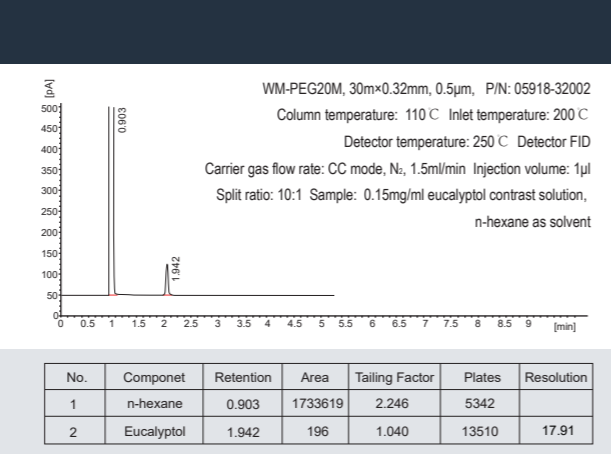 [pA]
WM-PEG20M, 30m×0.32mm, 0.5μm, P/N: 05918-32002
Column temperature: 110℃ Inlet temperature: 200℃
Detector temperature: 250℃ Detector FID
Carrier gas flow rate: CC mode, N₂, 1.5ml/min Injection volume: 1μl
Split ratio: 10:1 Sample: 0.15mg/ml eucalyptol contrast solution,
n-hexane as solvent
500
450
400
350
300
250
200
150
100
50
0
0.903
1.942
0 0.5 1 1.5 2 2.5 3 3.5 4 4.5 5 5.5 6 6.5 7 7.5 8 8.5 9 [min]
No. Componet Retention Area Tailing Factor Plates Resolution
1 n-hexane 0.903 1733619 2.246 5342
2 Eucalyptol 1.942 196 1.040 13510 17.91